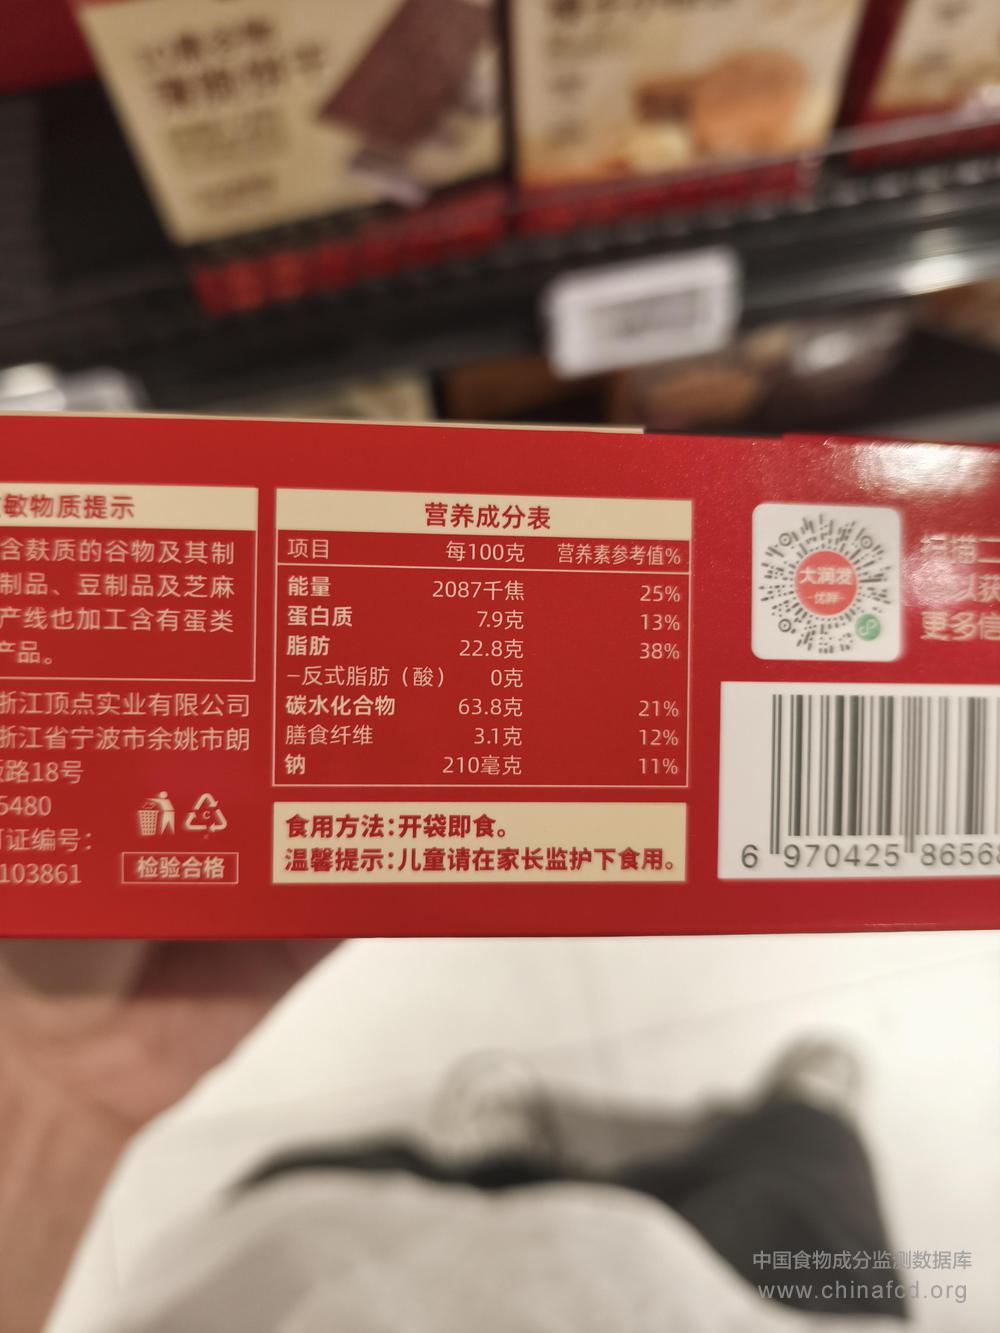 敏物质提示
含麸质的谷物及其制
制品、豆制品及芝麻
产线也加工含有蛋类
产品。
浙江顶点实业有限公司
浙江省宁波市余姚市朗
路18号
5480
可证编号：
103861
检验合格
营养成分表
项目 每100克 营养素参考值%
能量 2087千焦 25%
蛋白质 7.9克 13%
脂肪 22.8克 38%
-反式脂肪（酸） 0克
碳水化合物 63.8克 21%
膳食纤维 3.1克 12%
钠 210毫克 11%
食用方法：开袋即食。
温馨提示：儿童请在家长监护下食用。
大润发
更多信
6 970425 86568
中国食物成分监测数据库
www.chinafcd.org